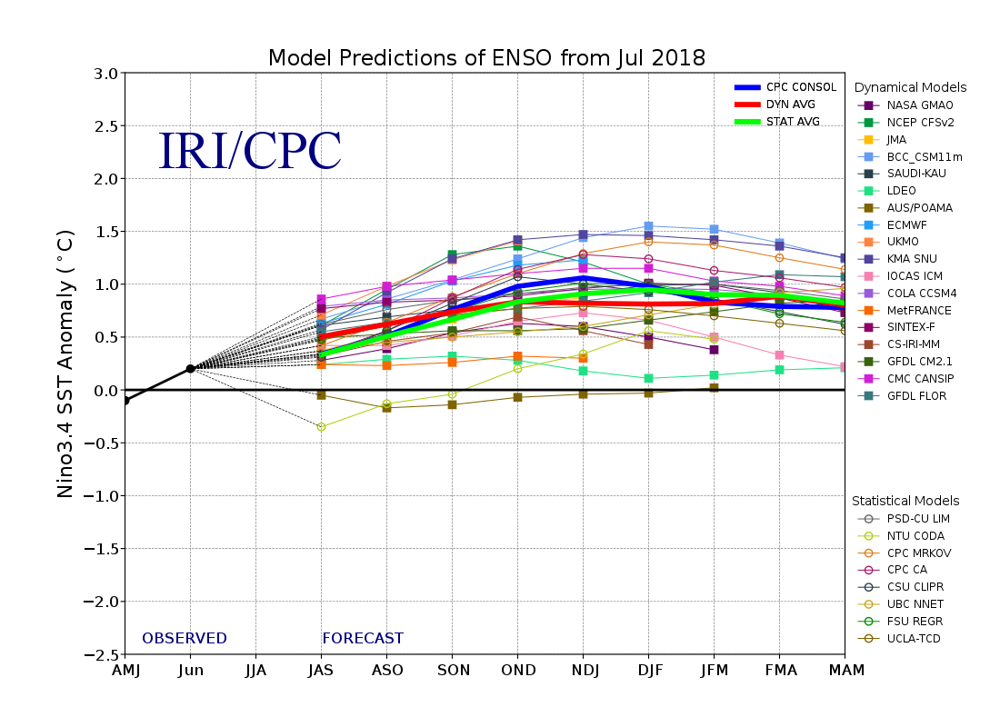 Model Predictions of ENSO from Jul 2018
IRI/CPC
CPC CONSOL
DYN AVG
STAT AVG
Nino3.4 SST Anomaly ( °C)
3.0
2.5
2.0
1.5
1.0
0.5
0.0
−0.5
−1.0
−1.5
−2.0
−2.5
OBSERVED FORECAST
AMJ Jun JJA JAS ASO SON OND NDJ DJF JFM FMA MAM
Dynamical Models
NASA GMAO
NCEP CFSv2
JMA
BCC_CSM11m
SAUDI-KAU
LDEO
AUS/POAMA
ECMWF
UKMO
KMA SNU
IOCAS ICM
COLA CCSM4
MetFRANCE
SINTEX-F
CS-IRI-MM
GFDL CM2.1
CMC CANSIP
GFDL FLOR
Statistical Models
PSD-CU LIM
NTU CODA
CPC MRKOV
CPC CA
CSU CLIPR
UBC NNET
FSU REGR
UCLA-TCD